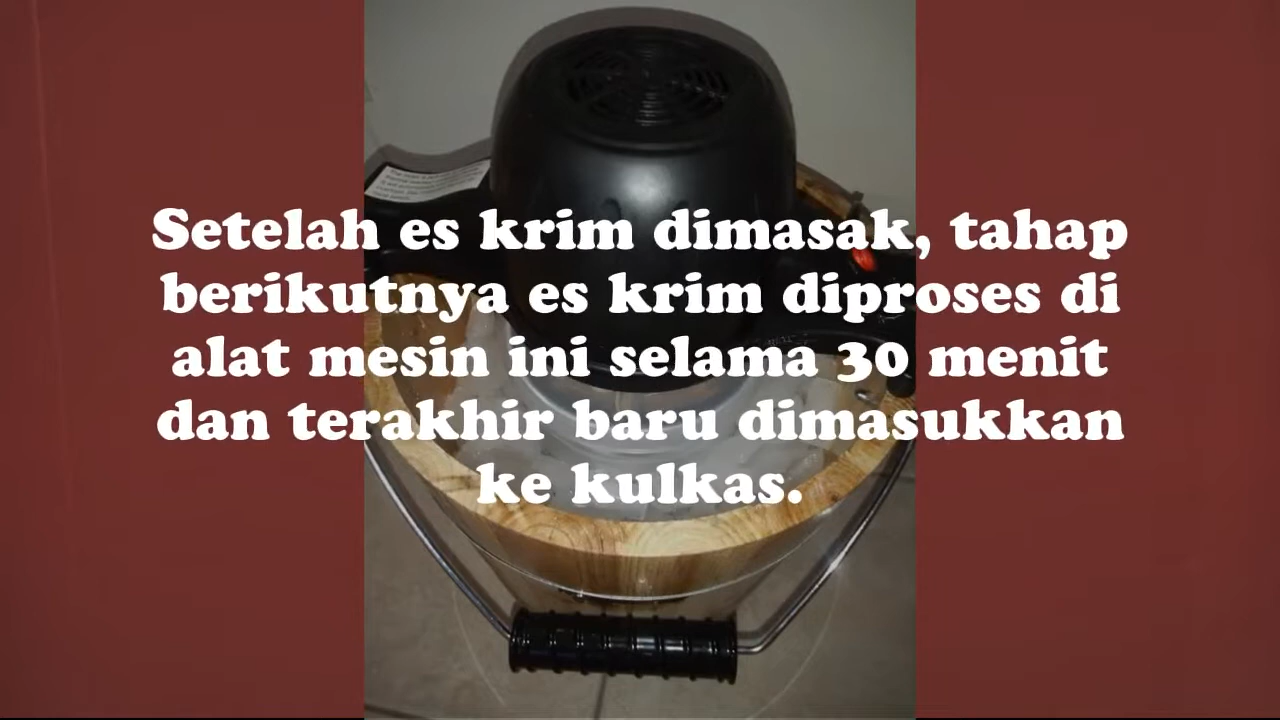 Setelah es krim dimasak, tahap
berikutnya es krim diproses di
alat mesin ini selama 30 menit
dan terakhir baru dimasukkan
ke kulkas.